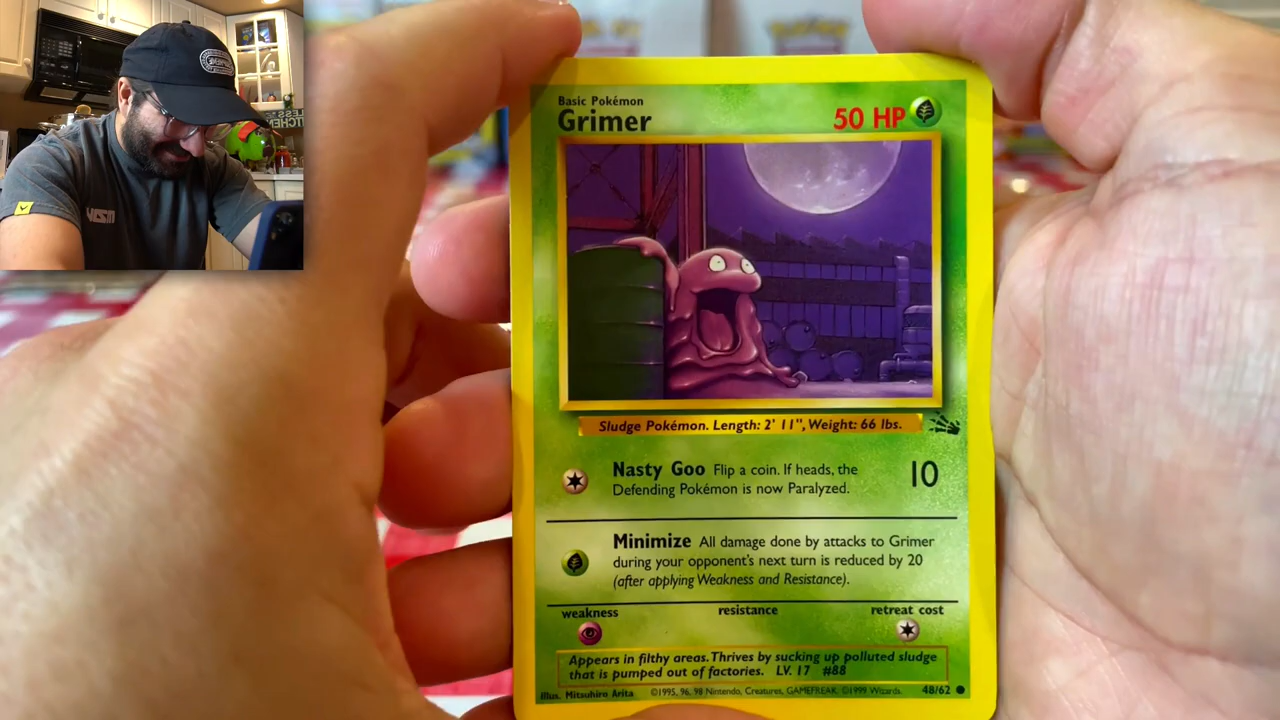 Basic Pokémon
Grimer
50 HP
Sludge Pokémon. Length: 2' 11", Weight: 66 lbs.
Nasty Goo Flip a coin. If heads, the
Defending Pokémon is now Paralyzed.
10
Minimize All damage done by attacks to Grimer
during your opponent's next turn is reduced by 20
(after applying Weakness and Resistance).
weakness
resistance
retreat cost
Appears in filthy areas. Thrives by sucking up polluted sludge
that is pumped out of factories. LV. 17 #88
Illus. Mitsuhiro Arita
©1995, 96, 98 Nintendo, Creatures, GAMEFREAK. ©1999 Wizards.
48/62